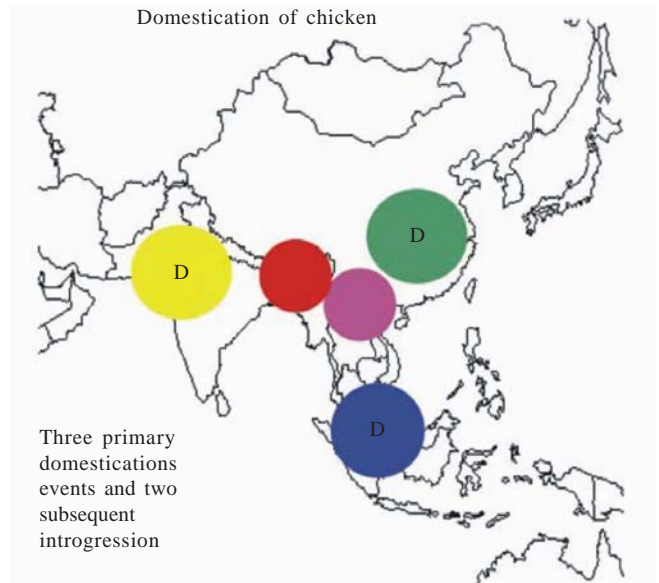 Domestication of chicken
D
D
D
Three primary
domestications
events and two
subsequent
introgression